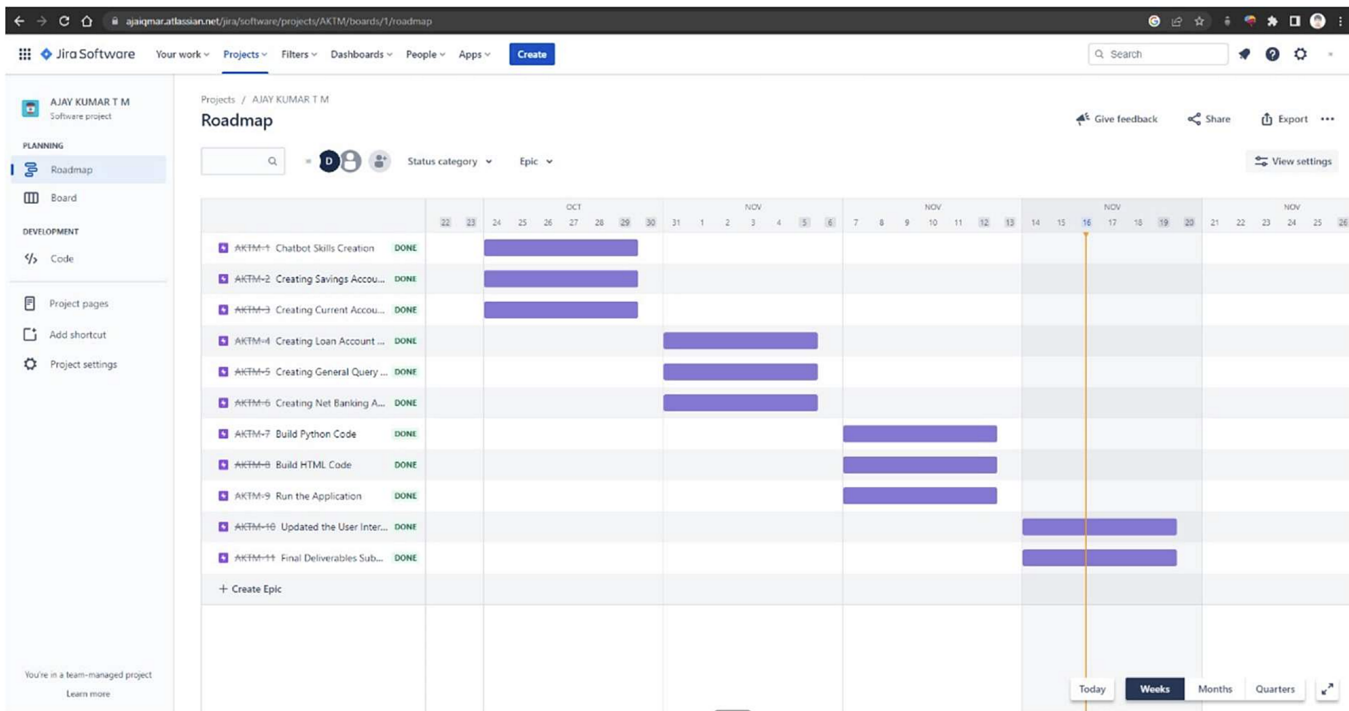 ajaiqmar.atlassian.net/jira/software/projects/AKTM/boards/1/roadmap
Jira Software Your work Projects Filters Dashboards People Apps Create Search
AJAY KUMAR T M
Software project
PLANNING
Roadmap
Board
DEVELOPMENT
Code
Project pages
Add shortcut
Project settings
You're in a team-managed project
Learn more
Projects / AJAY KUMAR T M
Roadmap
Give feedback Share Export
D Status category Epic View settings
OCT NOV NOV NOV NOV
22 23 24 25 26 27 28 29 30 31 1 2 3 4 5 6 7 8 9 10 11 12 13 14 15 16 17 18 19 20 21 22 23 24 25 26
AKTM-1 Chatbot Skills Creation DONE
AKTM-2 Creating Savings Accou... DONE
AKTM-3 Creating Current Accou... DONE
AKTM-4 Creating Loan Account ... DONE
AKTM-5 Creating General Query ... DONE
AKTM-6 Creating Net Banking A... DONE
AKTM-7 Build Python Code DONE
AKTM-8 Build HTML Code DONE
AKTM-9 Run the Application DONE
AKTM-10 Updated the User Inter... DONE
AKTM-11 Final Deliverables Sub... DONE
+ Create Epic
Today Weeks Months Quarters